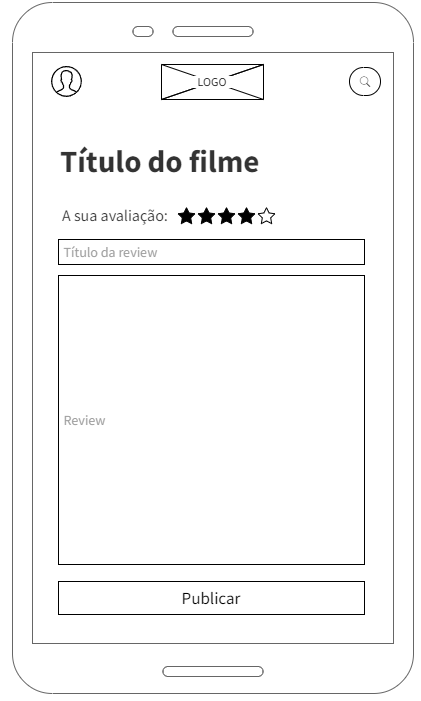 LOGO
Título do filme
A sua avaliação:
Título da review
Review
Publicar